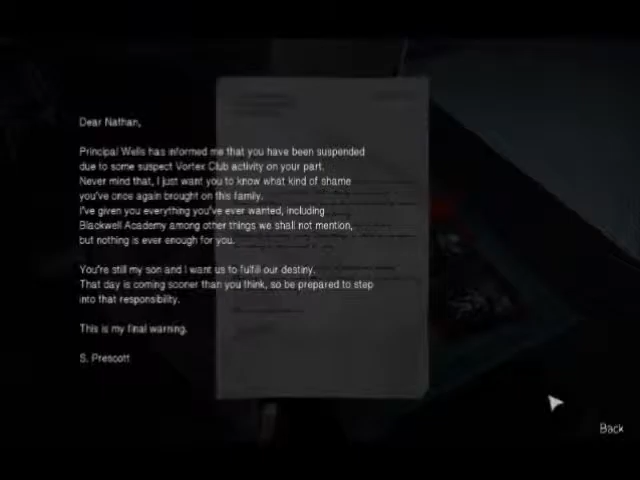 Dear Nathan,
Principal Wells has informed me that you have been suspended
due to some suspect Vortex Club activity on your part.
Never mind that, I just want you to know what kind of shame
you've once again brought on this family.
I've given you everything you've ever wanted, including
Blackwell Academy among other things we shall not mention,
but nothing is ever enough for you.
You're still my son and I want us to fulfill our destiny.
That day is coming sooner than you think, so be prepared to step
into that responsibility.
This is my final warning.
S. Prescott
Back